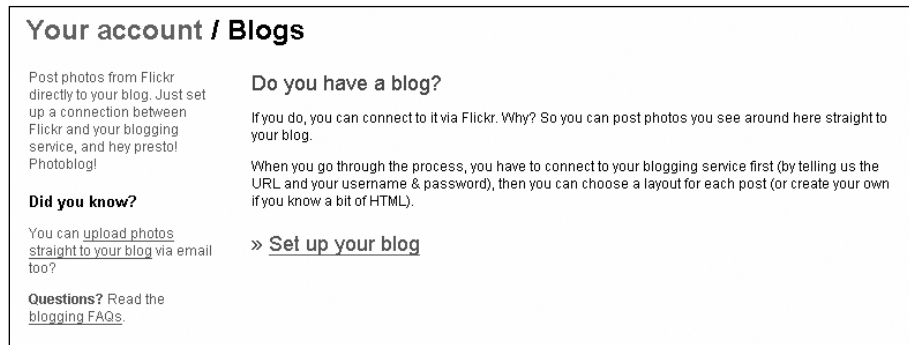 Your account / Blogs
Post photos from Flickr
directly to your blog. Just set
up a connection between
Flickr and your blogging
service, and hey presto!
Photoblog!
Did you know?
You can upload photos
straight to your blog via email
too?
Questions? Read the
blogging FAQs.
Do you have a blog?
If you do, you can connect to it via Flickr. Why? So you can post photos you see around here straight to
your blog.
When you go through the process, you have to connect to your blogging service first (by telling us the
URL and your username & password), then you can choose a layout for each post (or create your own
if you know a bit of HTML).
» Set up your blog